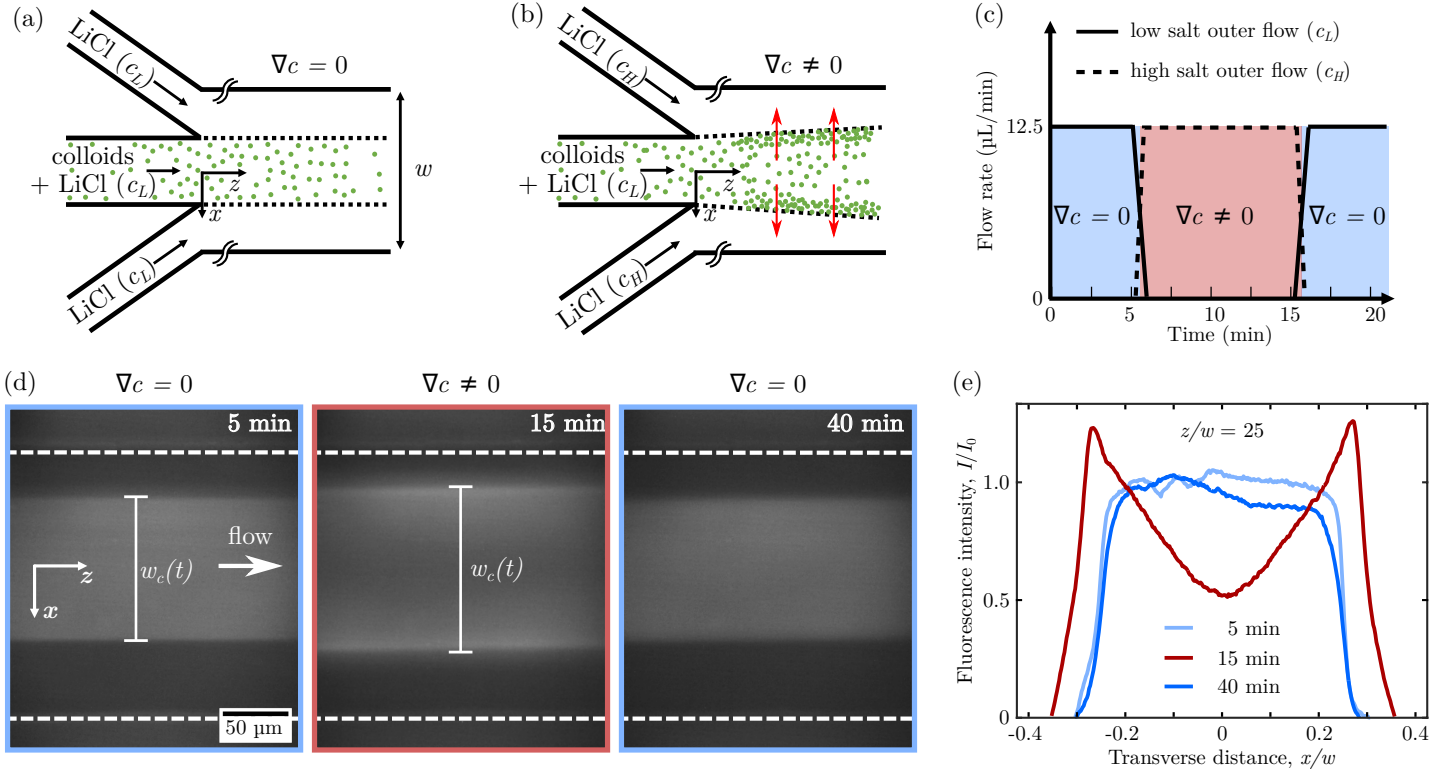 (a)
LiCl (c_L)
∇c = 0
colloids
+ LiCl (c_L)
z
x
w
LiCl (c_L)
(b)
LiCl (c_H)
∇c ≠ 0
colloids
+ LiCl (c_L)
z
x
LiCl (c_H)
(c)
low salt outer flow (c_L)
high salt outer flow (c_H)
Flow rate (µL/min)
12.5
0
∇c = 0
∇c ≠ 0
∇c = 0
0 5 10 15 20
Time (min)
(d)
∇c = 0
∇c ≠ 0
∇c = 0
5 min
w_c(t)
flow
z
x
50 µm
15 min
w_c(t)
40 min
(e)
Fluorescence intensity, I/I_0
z/w = 25
1.0
0.5
0
5 min
15 min
40 min
-0.4 -0.2 0 0.2 0.4
Transverse distance, x/w